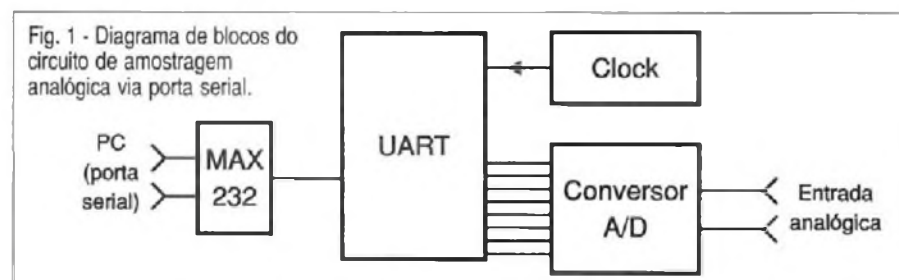 Fig. 1 - Diagrama de blocos do
circuito de amostragem
analógica via porta serial.
Clock
PC
(porta
serial)
MAX
232
UART
Conversor
A/D
Entrada
analógica